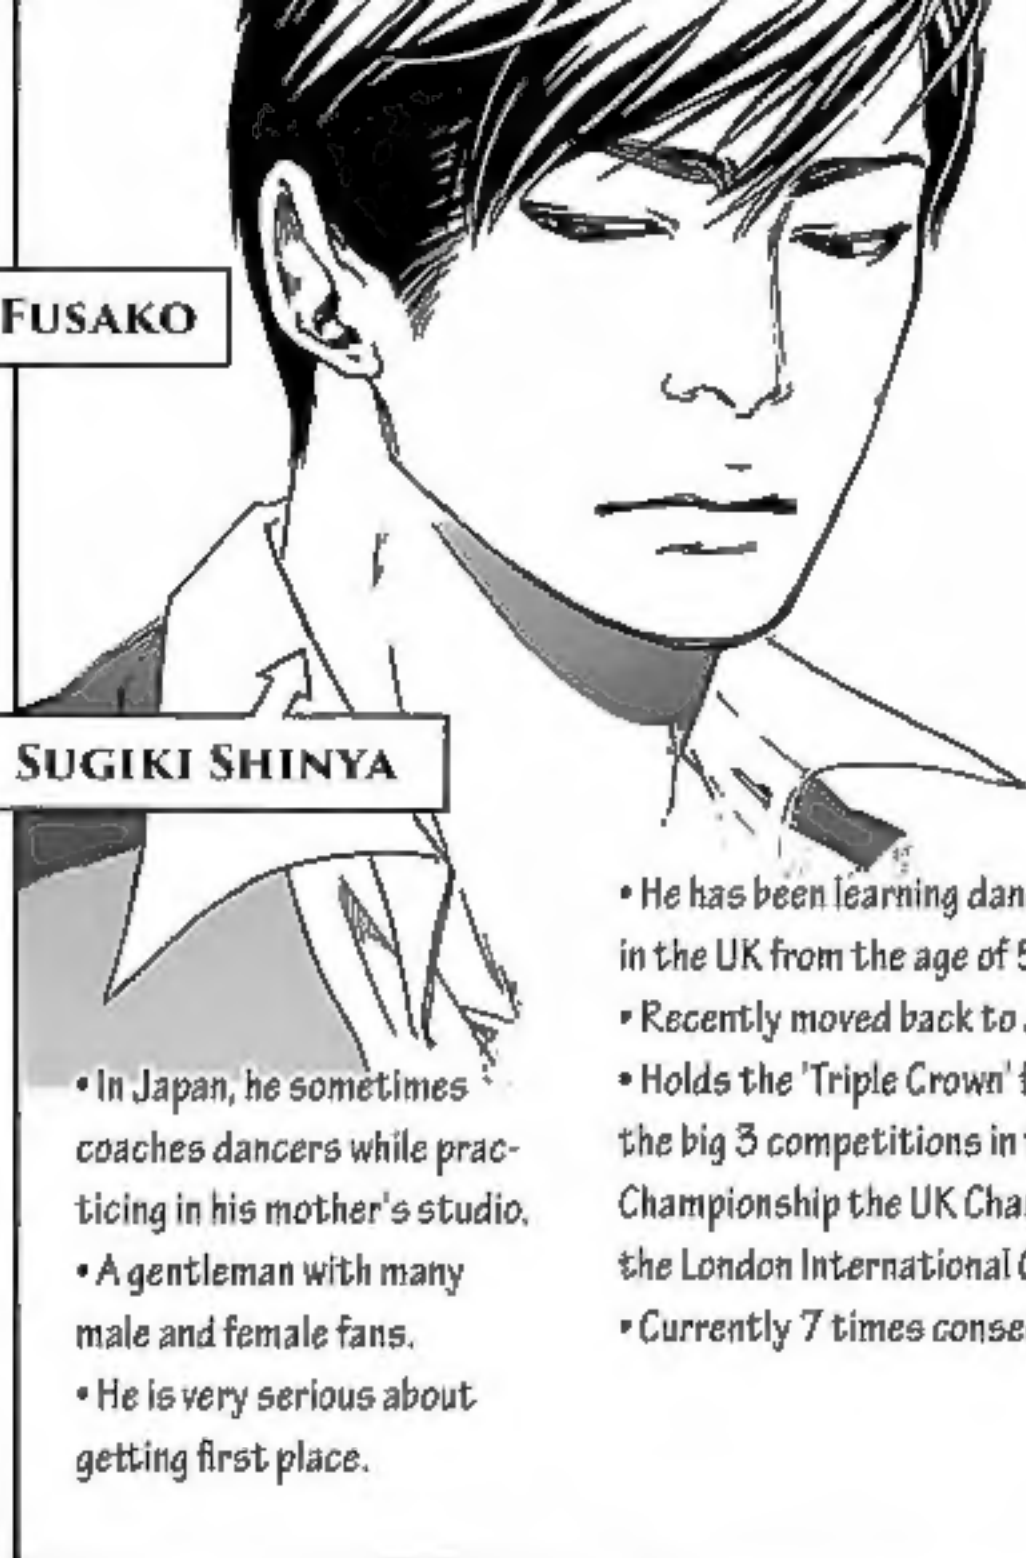 FUSAKO
SUGIKI SHINYA
• In Japan, he sometimes
coaches dancers while prac-
ticing in his mother's studio.
• A gentleman with many
male and female fans.
• He is very serious about
getting first place.
• He has been learning dan
in the UK from the age of 5
• Recently moved back to
• Holds the 'Triple Crown'
the big 3 competitions in
Championship the UK Cha
the London International
• Currently 7 times conse